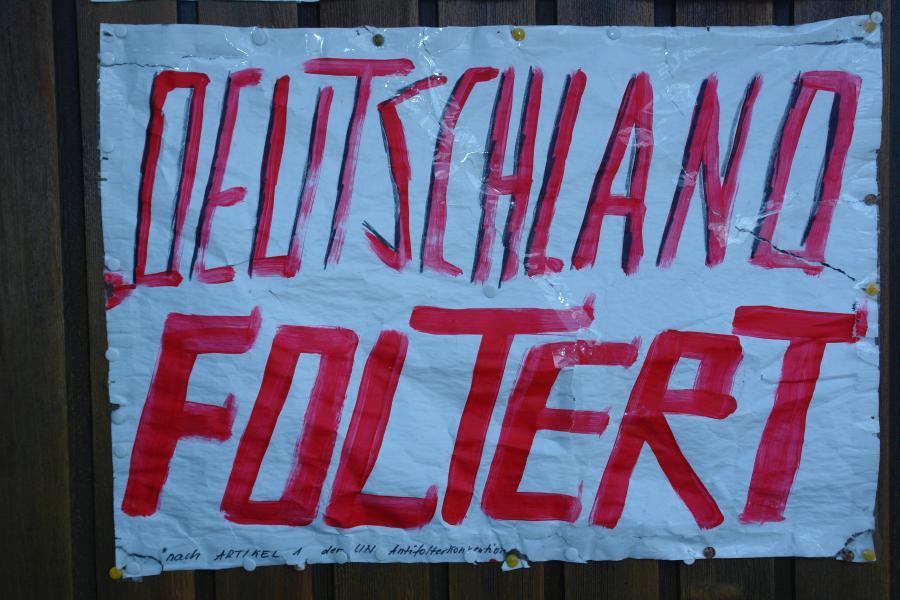 DEUTSCHLAND
FOLTERT
*nach ARTIKEL 1 der UN Antifolterkonvention